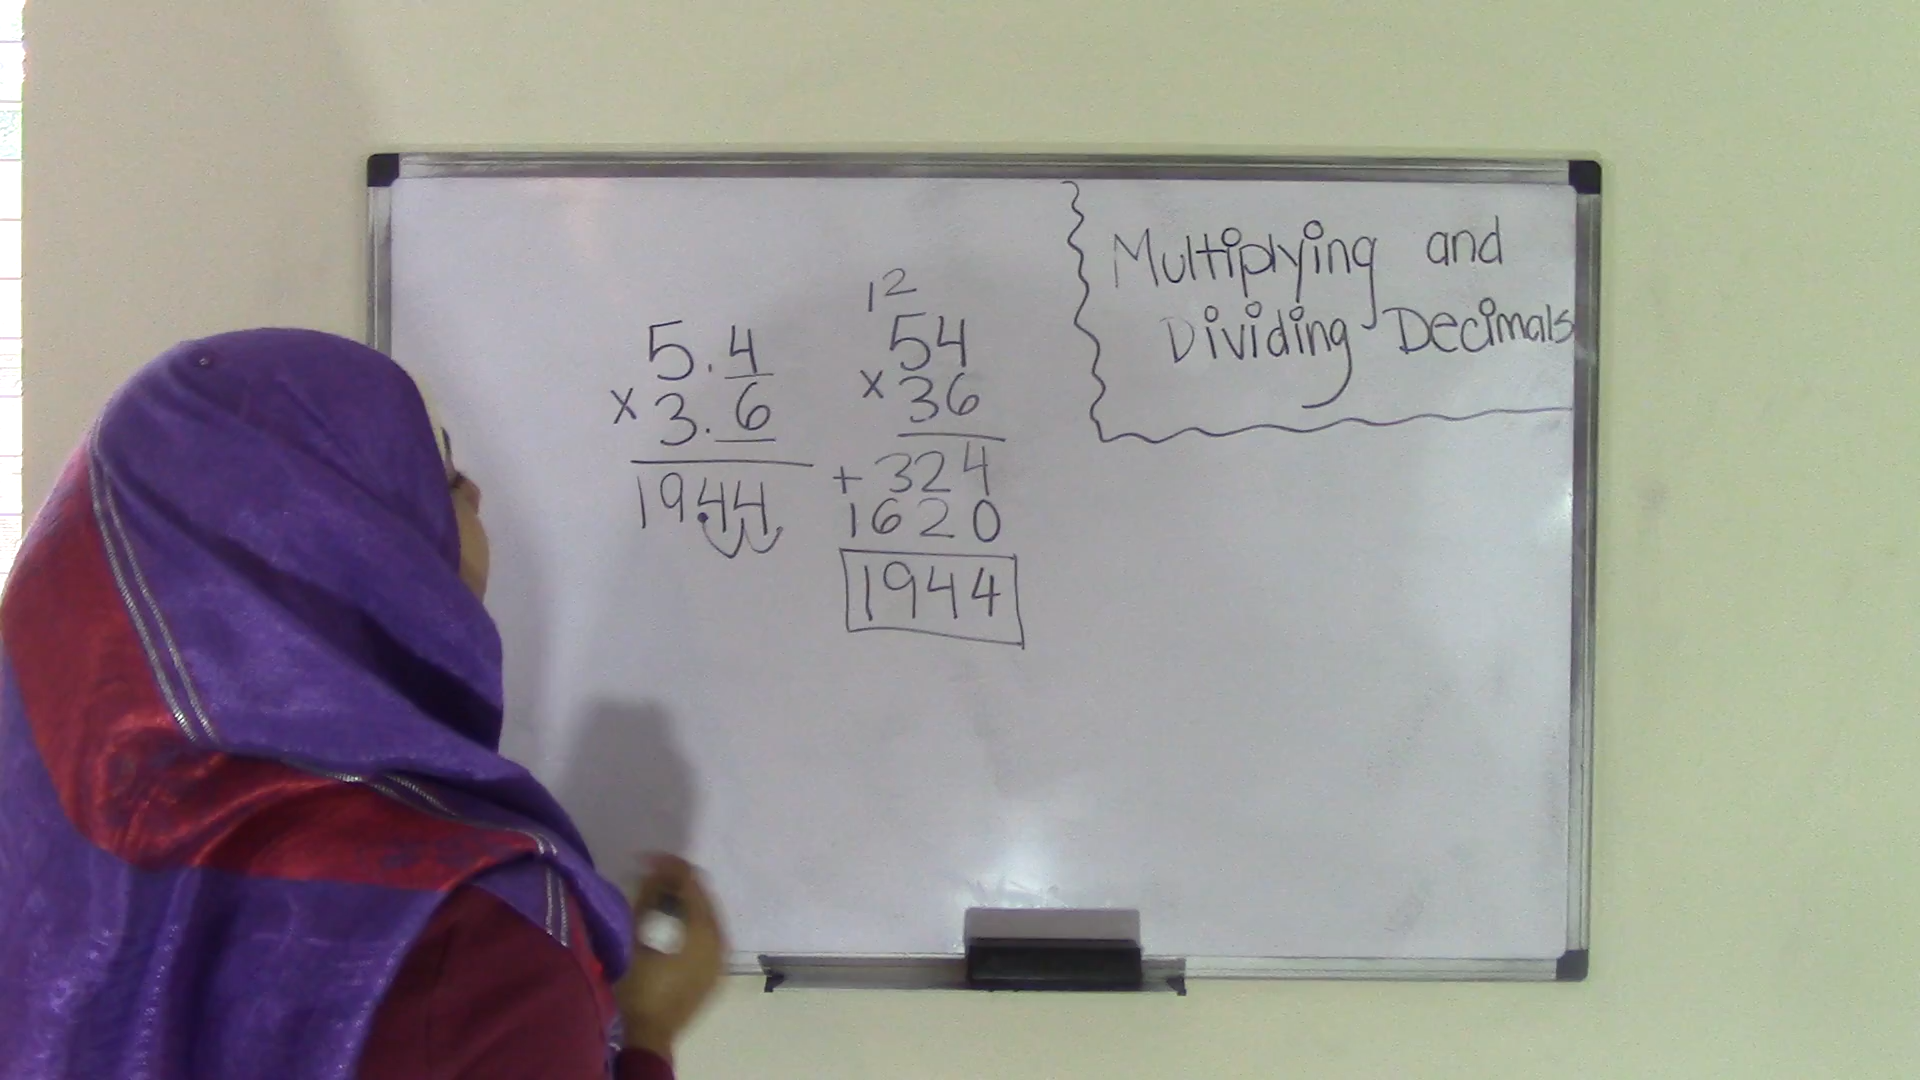 5.4
x 3.6
1944
12
54
x 36
+ 324
1620
1944
Multiplying and
Dividing Decimals